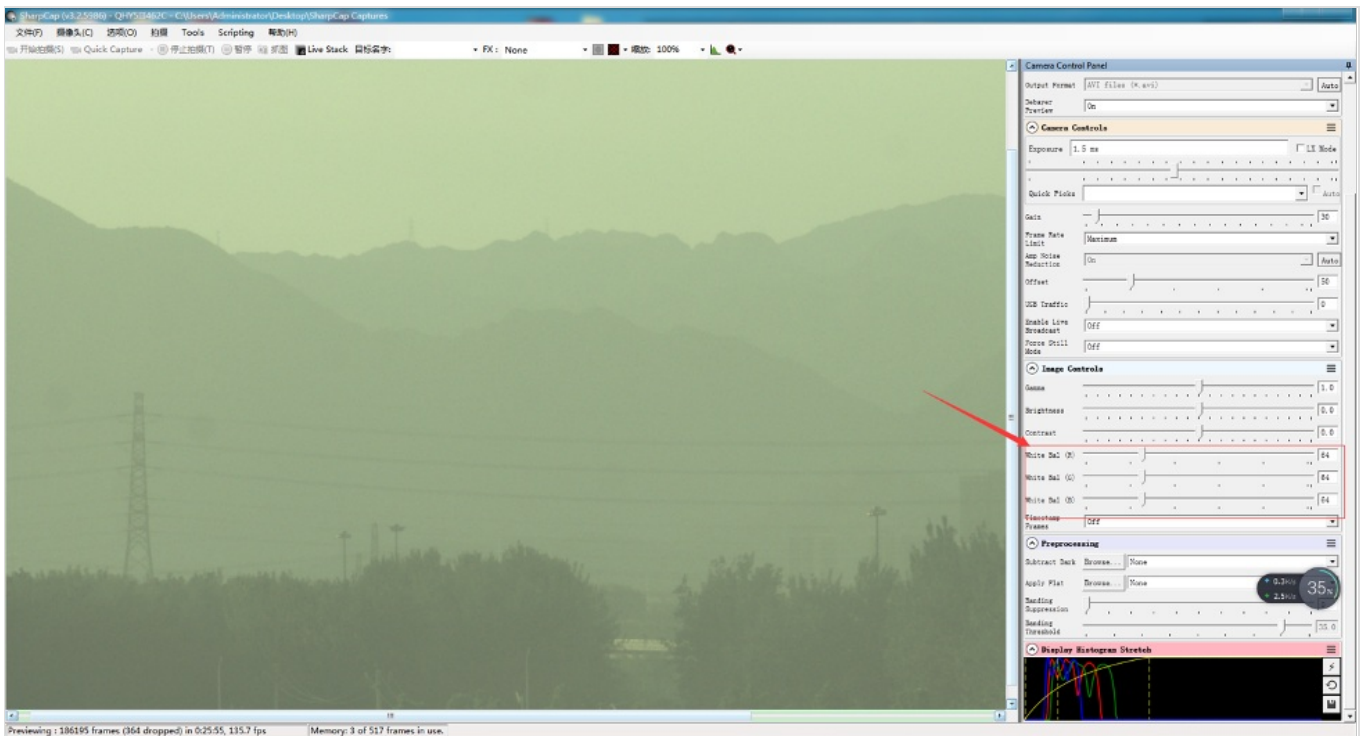 SharpCap (v3.2.5986) - QHY5III462C - C:\Users\Administrator\Desktop\SharpCap Captures
文件(F) 摄像头(C) 选项(O) 拍摄 Tools Scripting 帮助(H)
开始拍摄(S) Quick Capture 停止拍摄(T) 暂停 抓图 Live Stack 目标名字: FX: None 缩放: 100%
Camera Control Panel
Output Format AVI files (*.avi) Auto
Debayer Preview On
Camera Controls
Exposure 1.5 ms LX Mode
Quick Picks Auto
Gain 30
Frame Rate Limit Maximum
Amp Noise Reduction On Auto
Offset 50
USB Traffic 0
Enable Live Broadcast Off
Force Still Mode Off
Image Controls
Gamma 1.0
Brightness 0.0
Contrast 0.0
White Bal (R) 64
White Bal (G) 64
White Bal (B) 64
Timestamp Frames Off
Preprocessing
Subtract Dark Browse... None
Apply Flat Browse... None
0.3K/s
35%
2.5K/s
Banding Suppression
Banding Threshold 35.0
Display Histogram Stretch
Previewing : 186195 frames (364 dropped) in 0:25:55, 135.7 fps Memory: 3 of 517 frames in use.